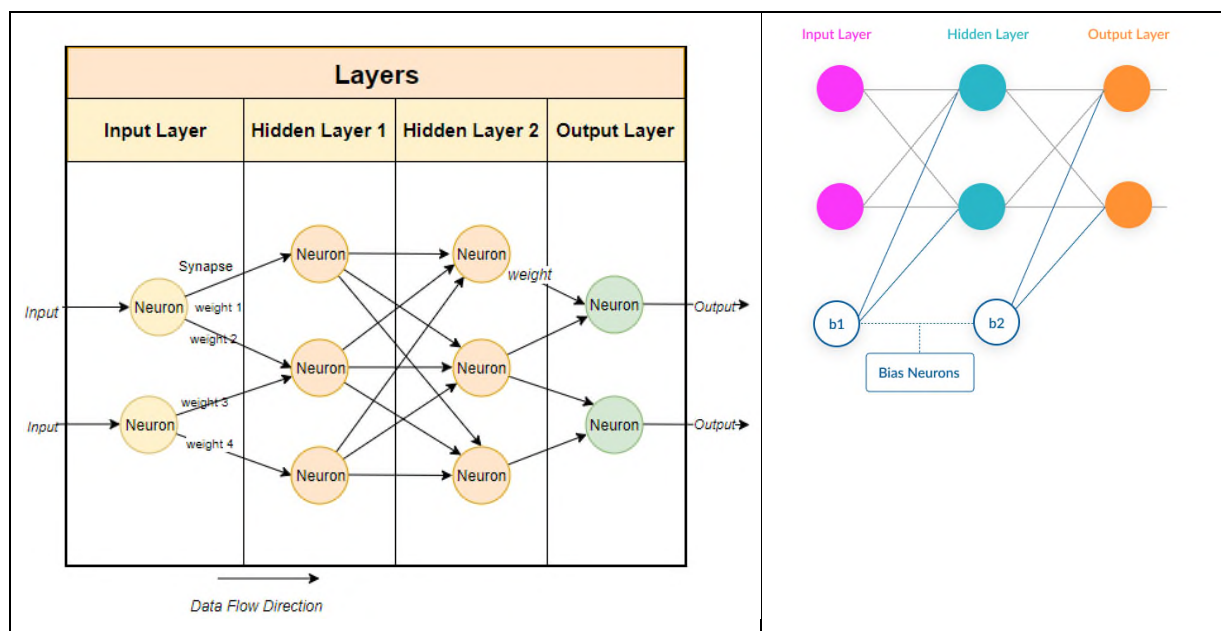 Layers
Input Layer
Hidden Layer 1
Hidden Layer 2
Output Layer
Neuron
Neuron
Synapse
weight
Neuron
weight 1
Neuron
Input
Output
weight 2
Neuron
Neuron
weight 3
Neuron
Neuron
Input
Output
weight 4
Neuron
Neuron
Data Flow Direction
Input Layer
Hidden Layer
Output Layer
b1
b2
Bias Neurons